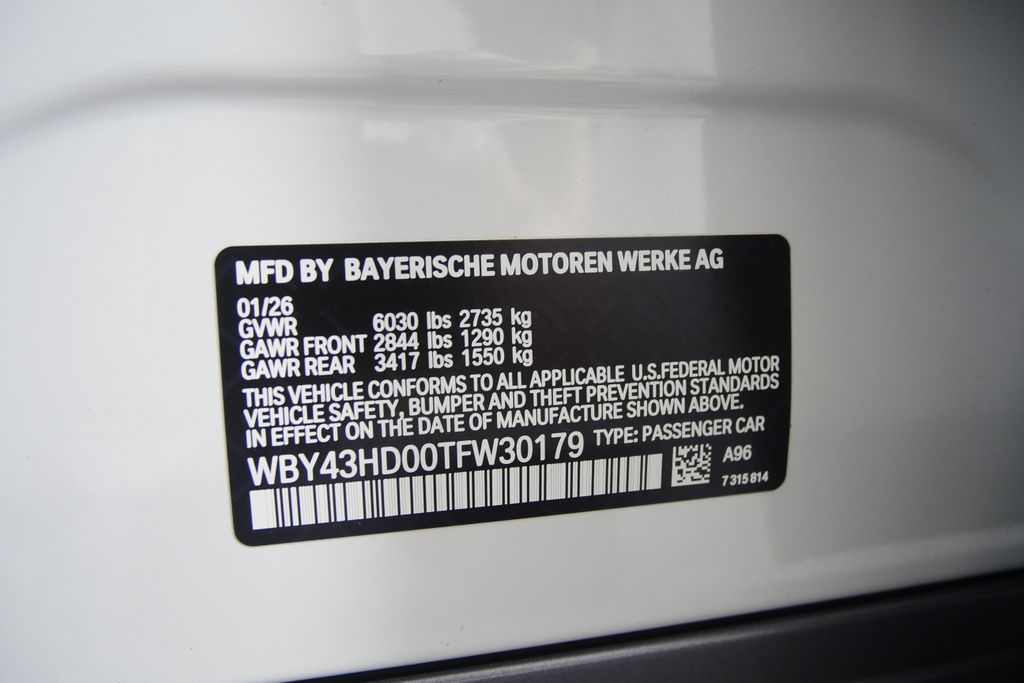 MFD BY BAYERISCHE MOTOREN WERKE AG
01/26
GVWR 6030 lbs 2735 kg
GAWR FRONT 2844 lbs 1290 kg
GAWR REAR 3417 lbs 1550 kg
THIS VEHICLE CONFORMS TO ALL APPLICABLE U.S.FEDERAL MOTOR
VEHICLE SAFETY, BUMPER AND THEFT PREVENTION STANDARDS
IN EFFECT ON THE DATE OF MANUFACTURE SHOWN ABOVE.
WBY43HD00TFW30179 TYPE: PASSENGER CAR
A96
7 315 814